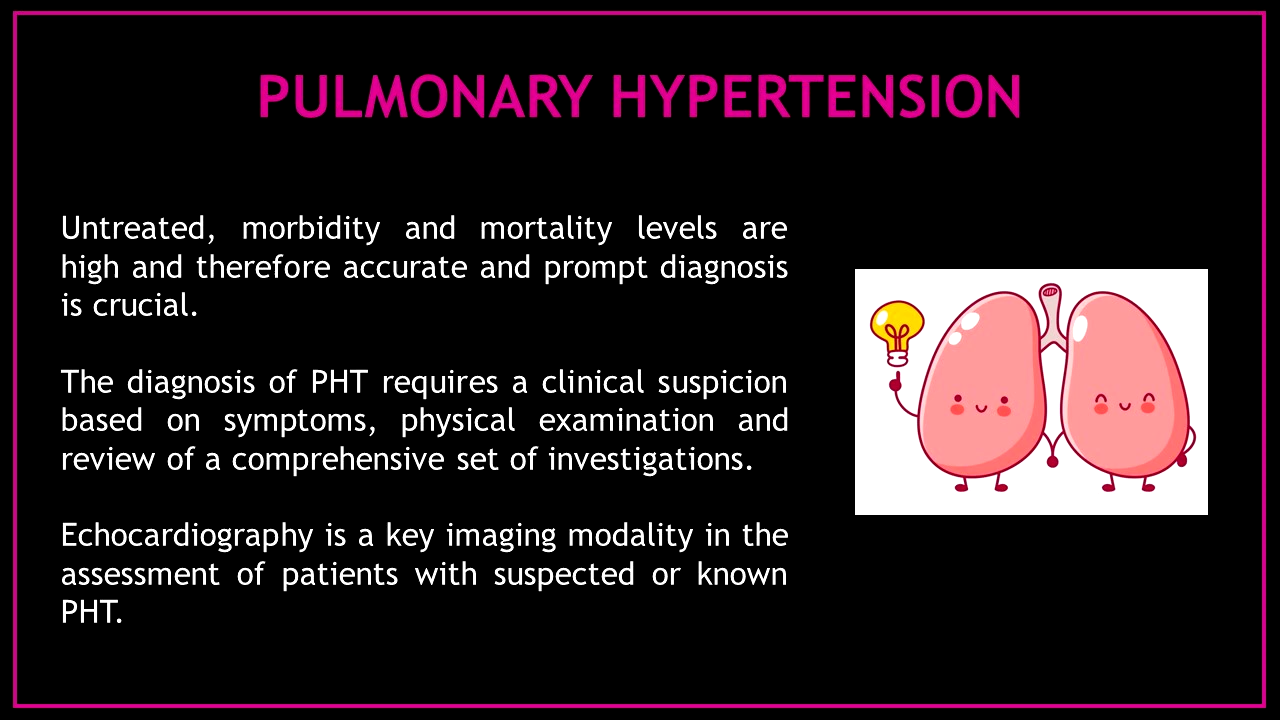 PULMONARY HYPERTENSION
Untreated, morbidity and mortality levels are
high and therefore accurate and prompt diagnosis
is crucial.
The diagnosis of PHT requires a clinical suspicion
based on symptoms, physical examination and
review of a comprehensive set of investigations.
Echocardiography is a key imaging modality in the
assessment of patients with suspected or known
PHT.